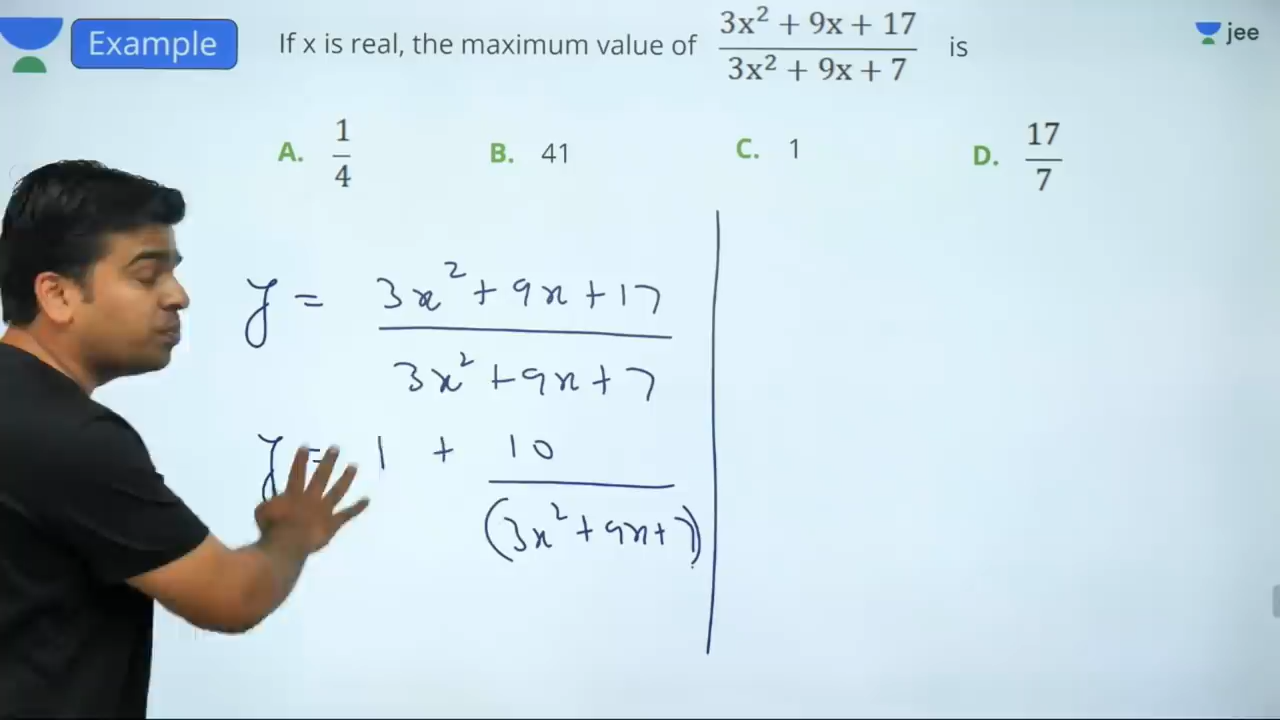 Example If x is real, the maximum value of 3x² + 9x + 17 / 3x² + 9x + 7 is
jee
A. 1/4 B. 41 C. 1 D. 17/7
y = 3x² + 9x + 17
3x² + 9x + 7
y = 1 + 10
(3x² + 9x + 7)